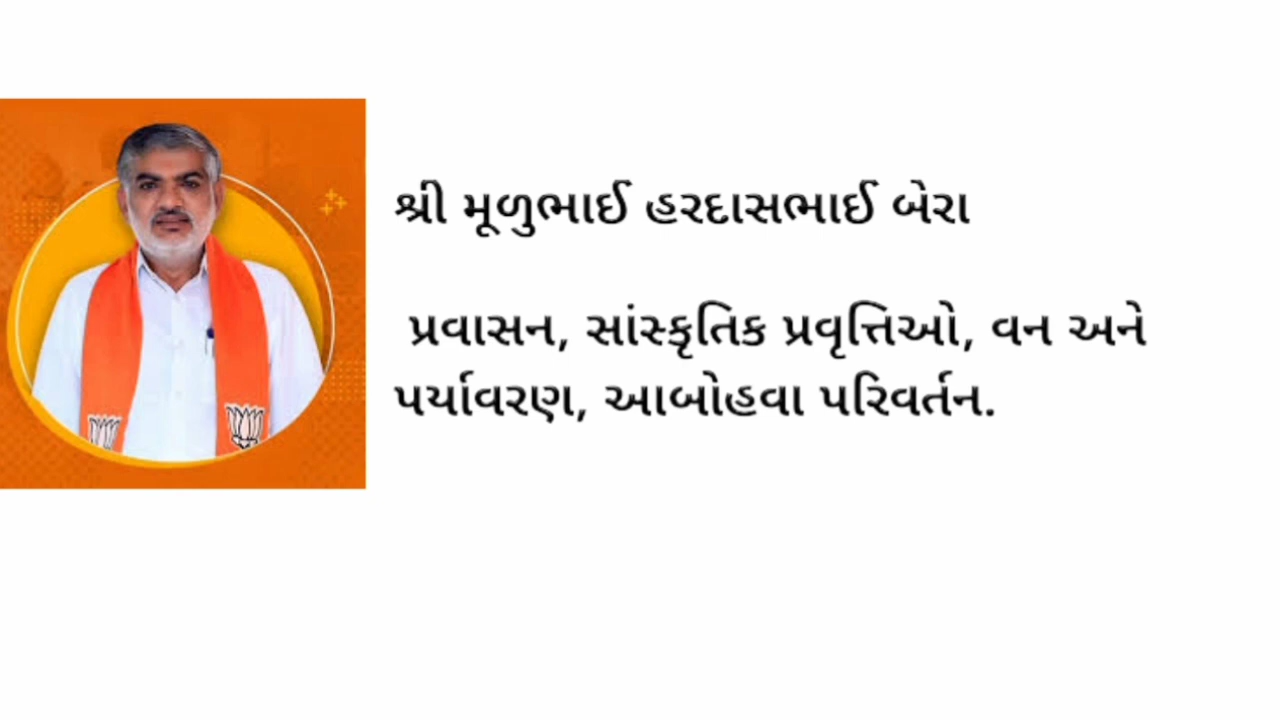 શ્રી મૂળુભાઈ હરદાસભાઈ બેરા
પ્રવાસન, સાંસ્કૃતિક પ્રવૃત્તિઓ, વન અને
પર્યાવરણ, આબોહવા પરિવર્તન.